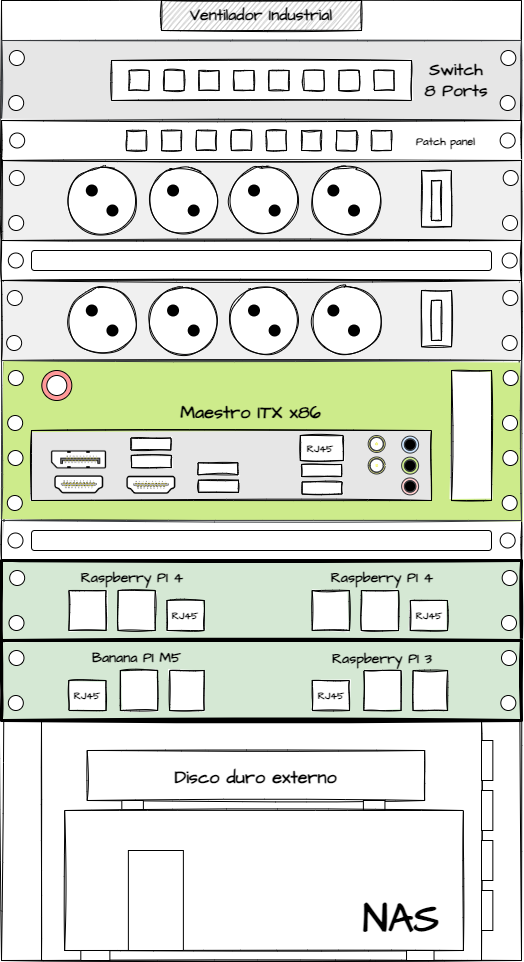 Ventilador Industrial
Switch
8 Ports
Patch panel
Maestro ITX x86
RJ45
Raspberry PI 4
Raspberry PI 4
RJ45
RJ45
Banana PI M5
Raspberry PI 3
RJ45
RJ45
Disco duro externo
NAS